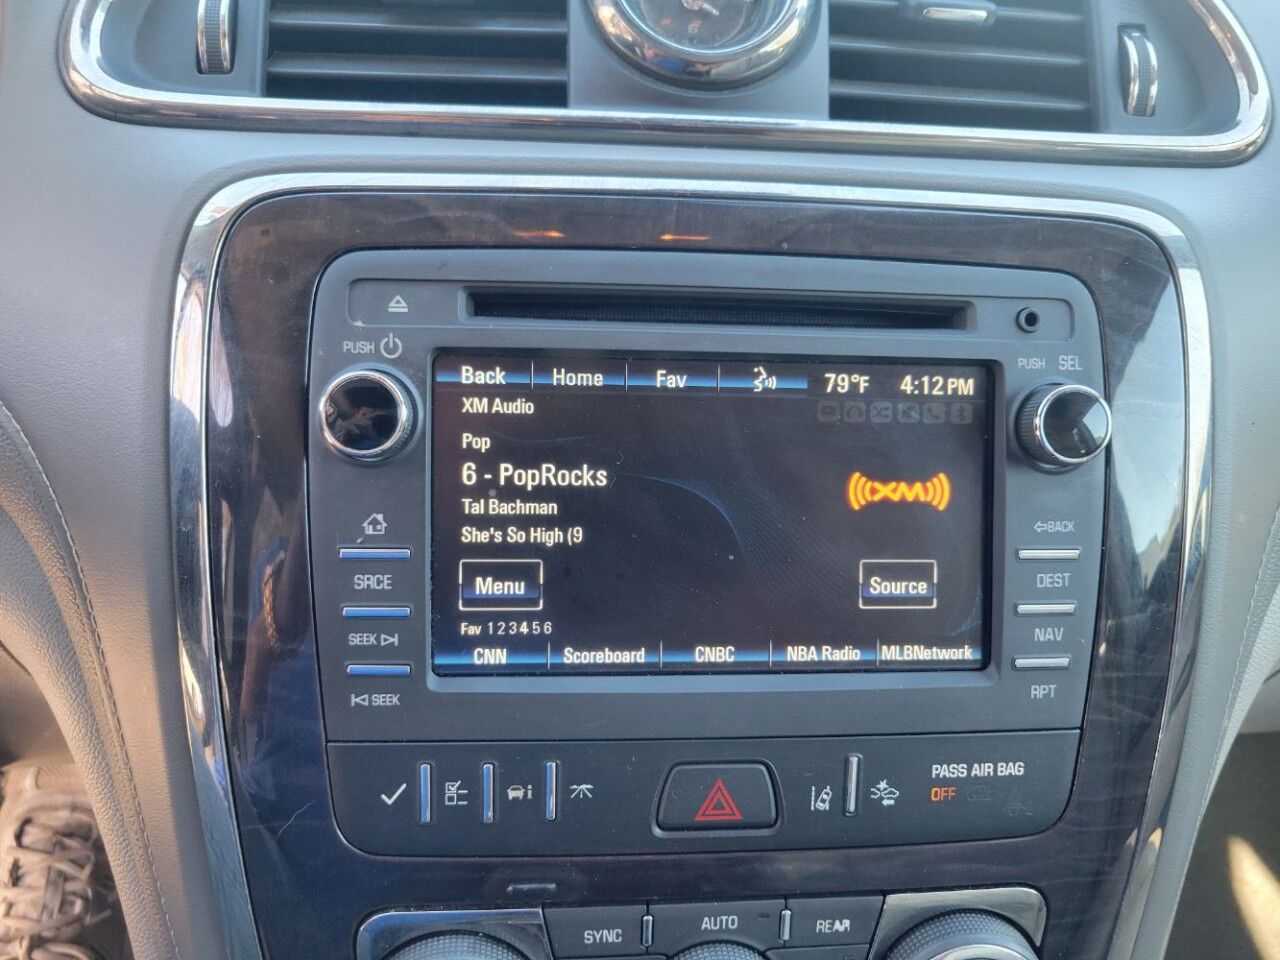 PUSH
PUSH SEL
Back Home Fav 79°F 4:12 PM
XM Audio
Pop
6 - PopRocks
((XM))
Tal Bachman
She's So High (9
Menu Source
Fav 1 2 3 4 5 6
CNN Scoreboard CNBC NBA Radio MLBNetwork
SRCE
SEEK
SEEK
BACK
DEST
NAV
RPT
PASS AIR BAG
OFF
SYNC AUTO REAR